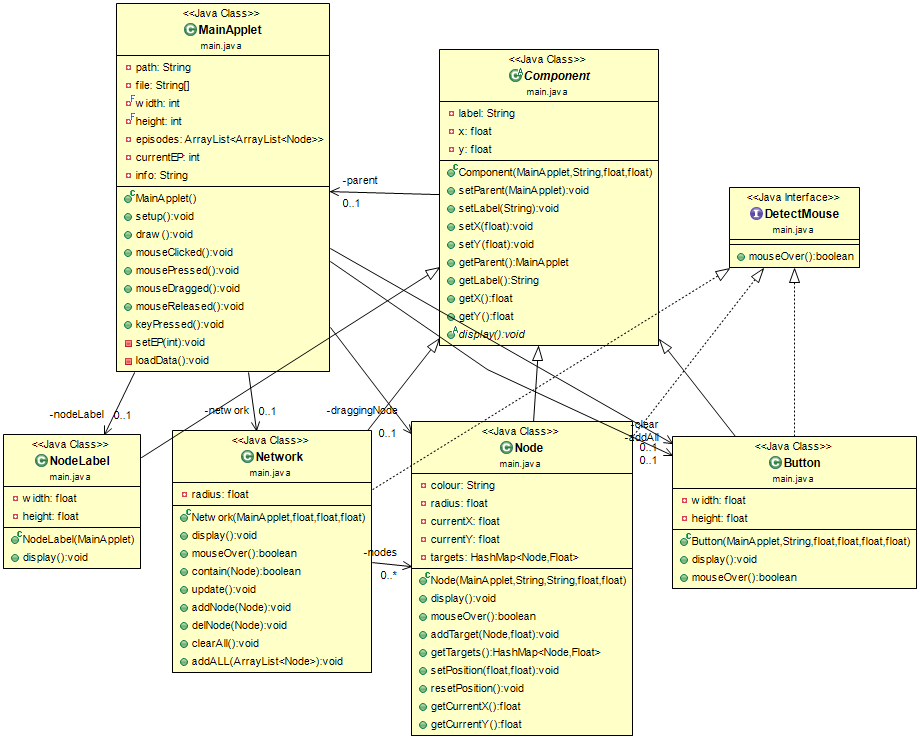 <<Java Class>>
MainApplet
main.java
path: String
file: String[]
width: int
height: int
episodes: ArrayList<ArrayList<Node>>
currentEP: int
info: String
MainApplet()
setup():void
draw():void
mouseClicked():void
mousePressed():void
mouseDragged():void
mouseReleased():void
keyPressed():void
setEP(int):void
loadData():void
<<Java Class>>
Component
main.java
label: String
x: float
y: float
Component(MainApplet,String,float,float)
setParent(MainApplet):void
setLabel(String):void
setX(float):void
setY(float):void
getParent():MainApplet
getLabel():String
getX():float
getY():float
display():void
<<Java Interface>>
DetectMouse
main.java
mouseOver():boolean
-parent
0..1
-nodeLabel
0..1
-network
0..1
-draggingNode
0..1
-clear
-addAll
0..1
0..1
<<Java Class>>
NodeLabel
main.java
width: float
height: float
NodeLabel(MainApplet)
display():void
<<Java Class>>
Network
main.java
radius: float
Network(MainApplet,float,float,float)
display():void
mouseOver():boolean
contain(Node):boolean
update():void
addNode(Node):void
delNode(Node):void
clearAll():void
addALL(ArrayList<Node>):void
-nodes
0..*
<<Java Class>>
Node
main.java
colour: String
radius: float
currentX: float
currentY: float
targets: HashMap<Node,Float>
Node(MainApplet,String,String,float,float)
display():void
mouseOver():boolean
addTarget(Node,float):void
getTargets():HashMap<Node,Float>
setPosition(float,float):void
resetPosition():void
getCurrentX():float
getCurrentY():float
<<Java Class>>
Button
main.java
width: float
height: float
Button(MainApplet,String,float,float,float,float)
display():void
mouseOver():boolean